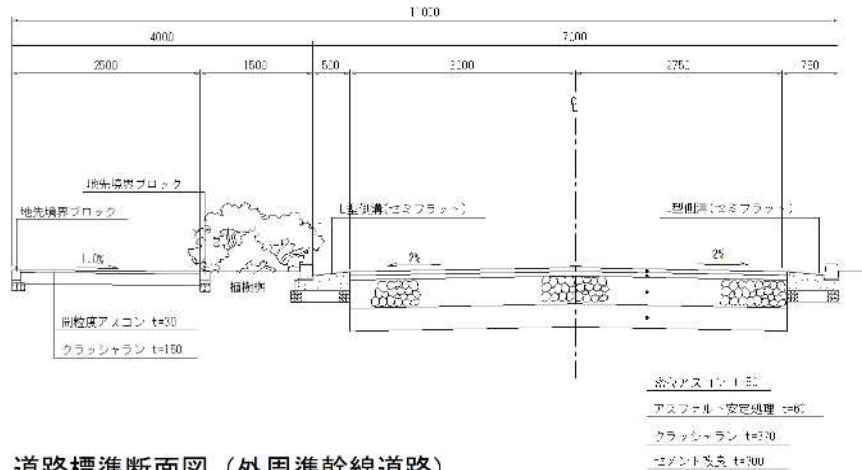 11000
4000 7000
2500 1500 500 3000 2750 750
地先境界ブロック
地先境界ブロック L型側溝(セミフラット) L型側溝(セミフラット)
2% 2%
植樹桝
開粒度アスコン t=30
クラッシャラン t=150
アスファルト安定処理 t=60
クラッシャラン t=370
セメント改良 t=300
道路標準断面図（外周準幹線道路）